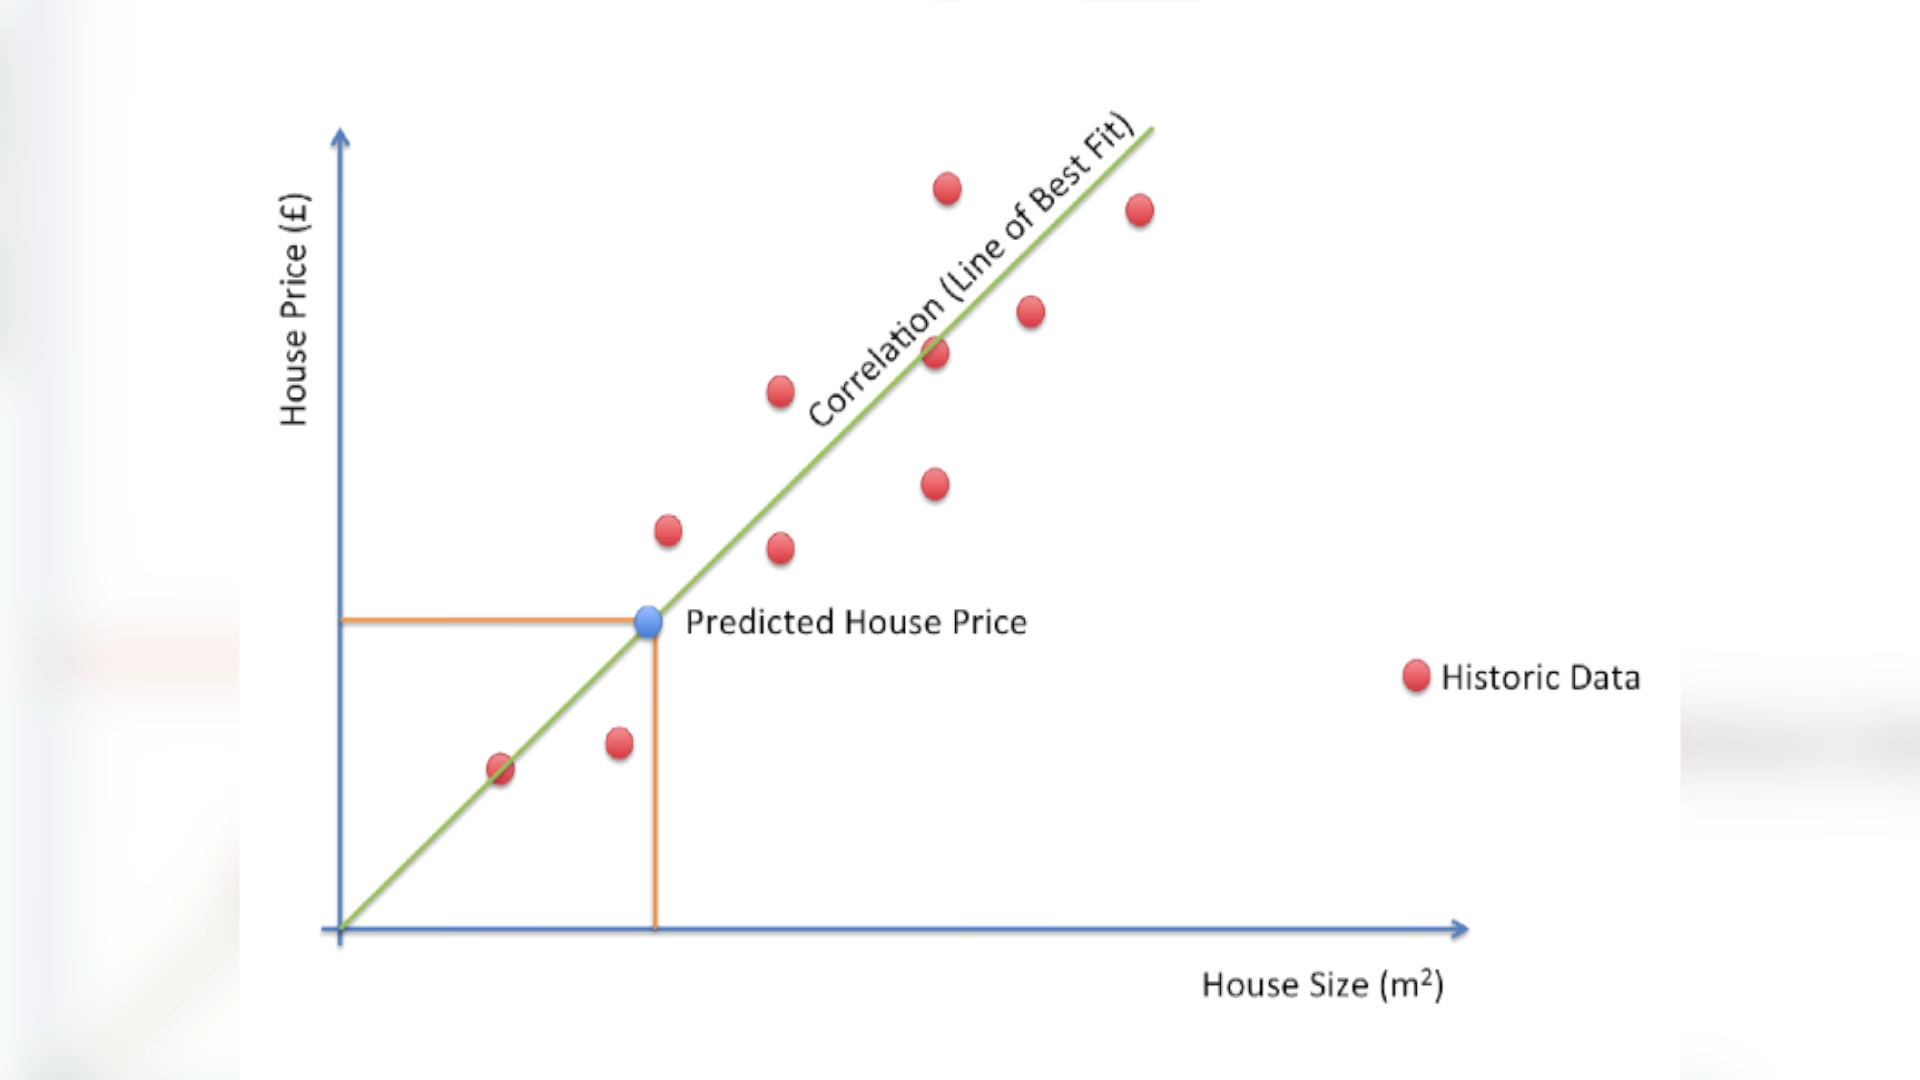 House Price (£)
Correlation (Line of Best Fit)
Predicted House Price
Historic Data
House Size (m²)